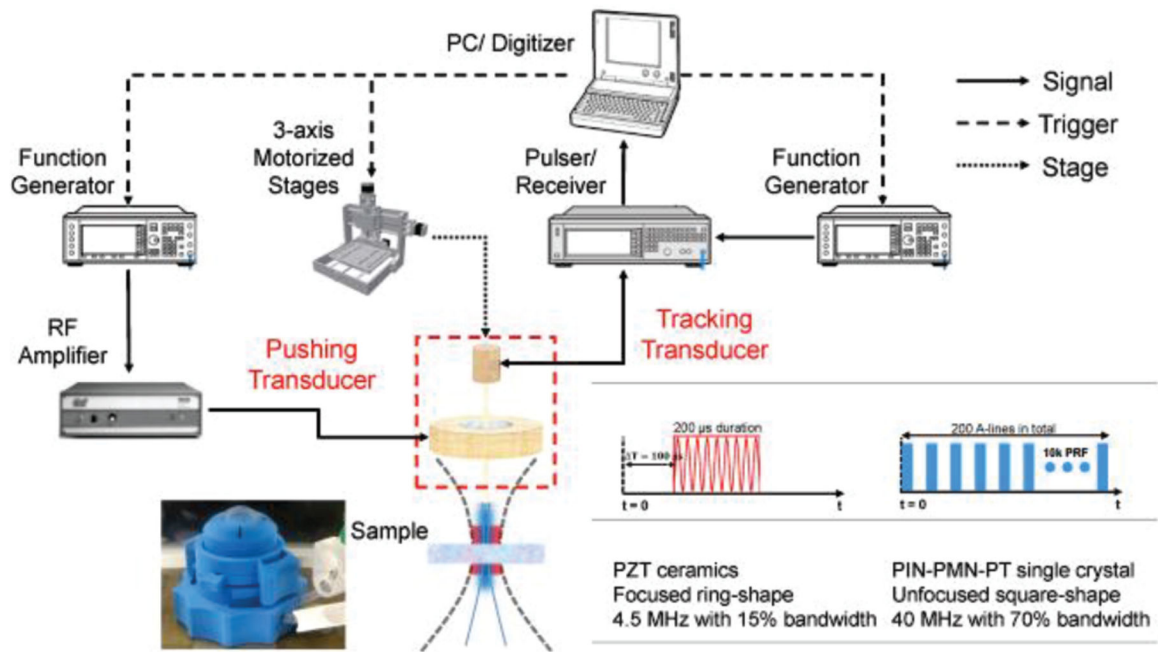 PC/ Digitizer
Signal
Trigger
Stage
3-axis
Motorized
Stages
Function
Generator
Pulser/
Receiver
Function
Generator
RF
Amplifier
Pushing
Transducer
Tracking
Transducer
200 μs duration
ΔT = 100 μs
t = 0
t
200 A-lines in total
10k PRF
t = 0
t
Sample
PZT ceramics
Focused ring-shape
4.5 MHz with 15% bandwidth
PIN-PMN-PT single crystal
Unfocused square-shape
40 MHz with 70% bandwidth